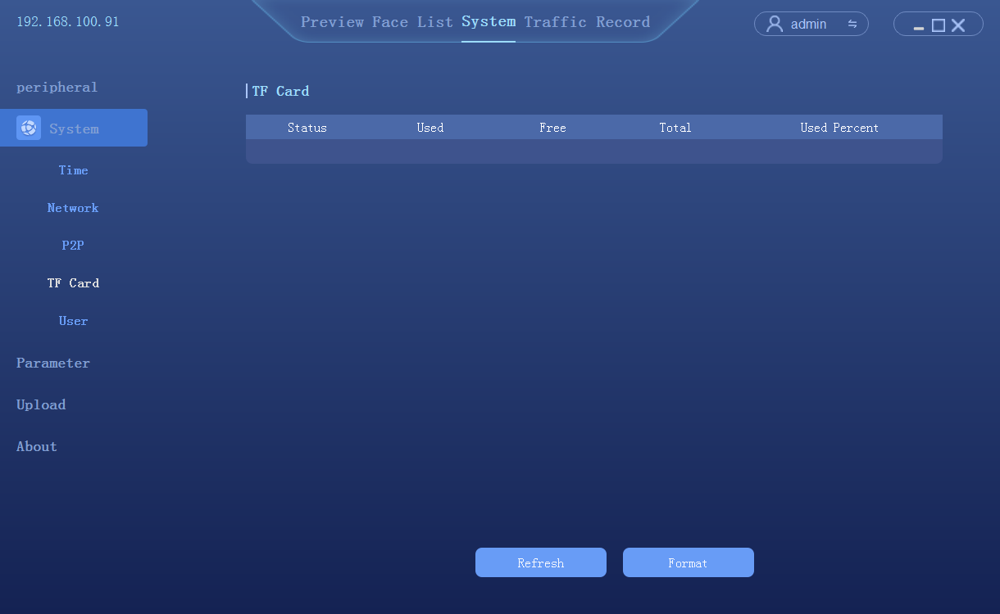 192.168.100.91
Preview Face List System Traffic Record
admin
peripheral
System
Time
Network
P2P
TF Card
User
Parameter
Upload
About
TF Card
Status Used Free Total Used Percent
Refresh Format